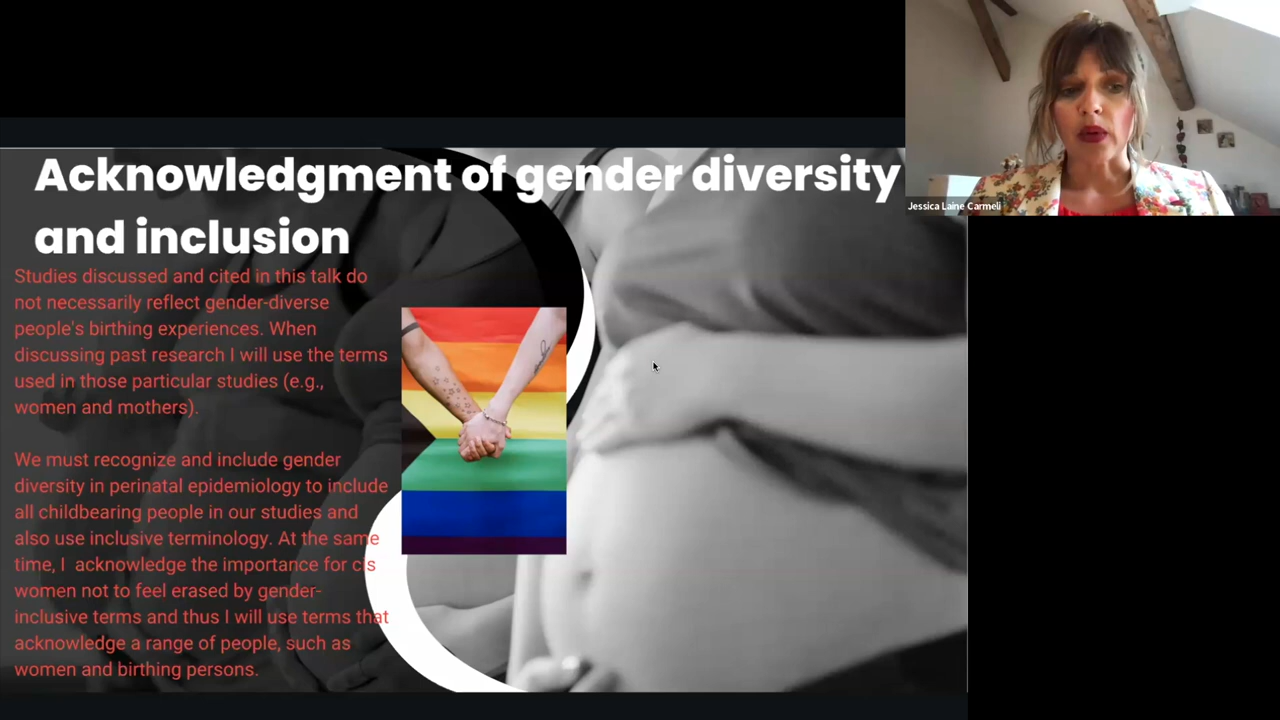 Acknowledgment of gender diversity
and inclusion
Studies discussed and cited in this talk do
not necessarily reflect gender-diverse
people's birthing experiences. When
discussing past research I will use the terms
used in those particular studies (e.g.,
women and mothers).
We must recognize and include gender
diversity in perinatal epidemiology to include
all childbearing people in our studies and
also use inclusive terminology. At the same
time, I  acknowledge the importance for cis
women not to feel erased by gender-
inclusive terms and thus I will use terms that
acknowledge a range of people, such as
women and birthing persons.
Jessica Laine Carmeli